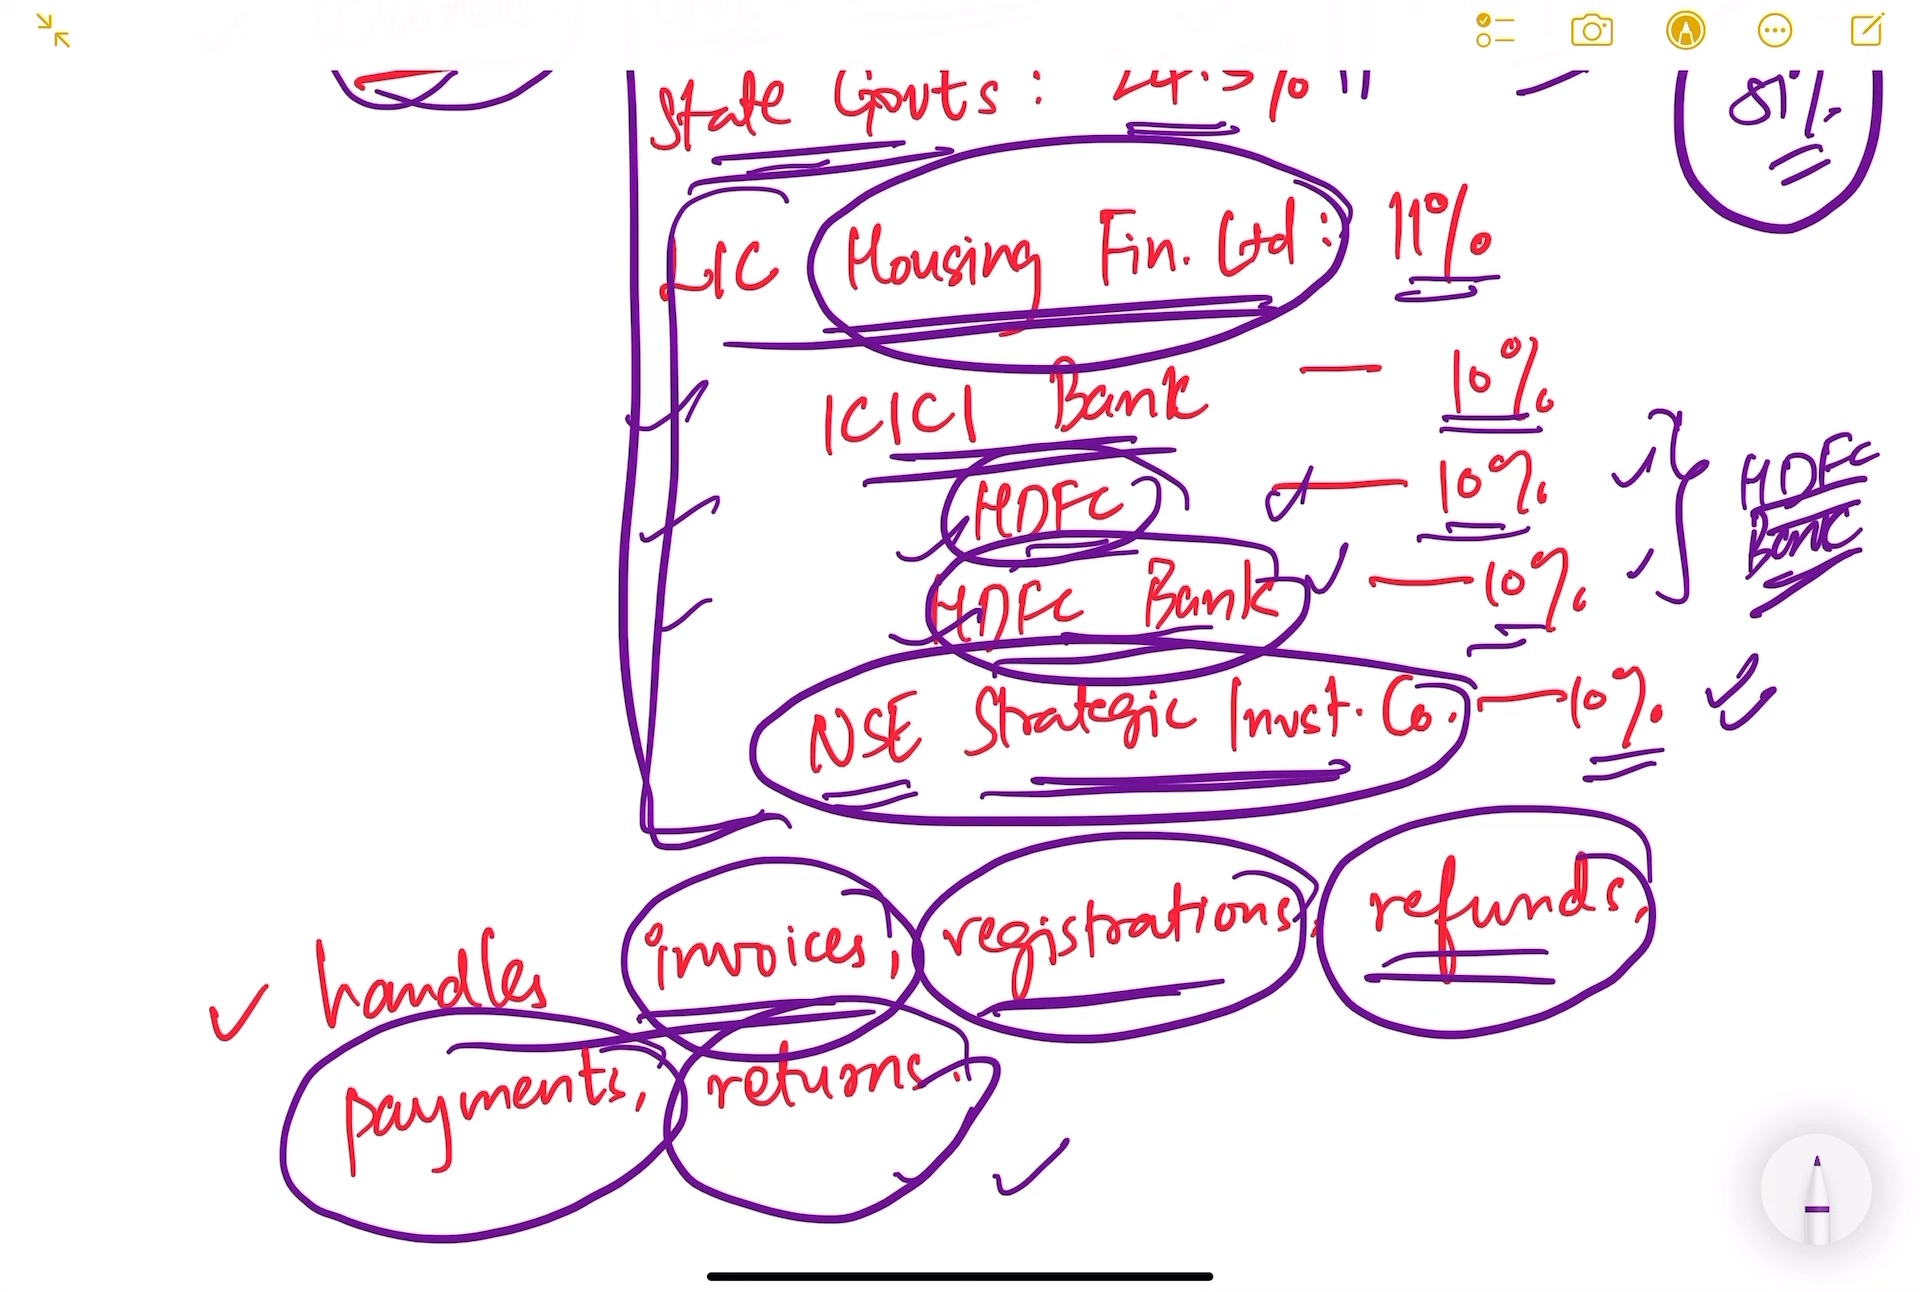 State Govts : 24.5%
81%
LIC Housing Fin. Ltd : 11%
ICICI Bank — 10%
HDFC — 10%
HDFC Bank — 10%
HDFC Bank
NSE Strategic Invst. Co. — 10%
handles invoices, registrations, refunds,
payments, returns.